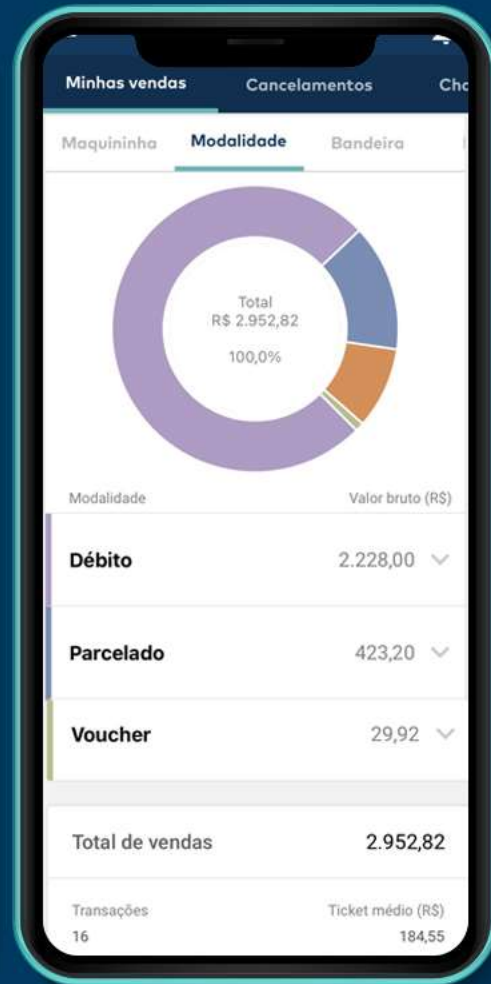 Minhas vendas Cancelamentos
Maquininha Modalidade Bandeira
Total
R$ 2.952,82
100,0%
Modalidade Valor bruto (R$)
Débito 2.228,00
Parcelado 423,20
Voucher 29,92
Total de vendas 2.952,82
Transações Ticket médio (R$)
16 184,55